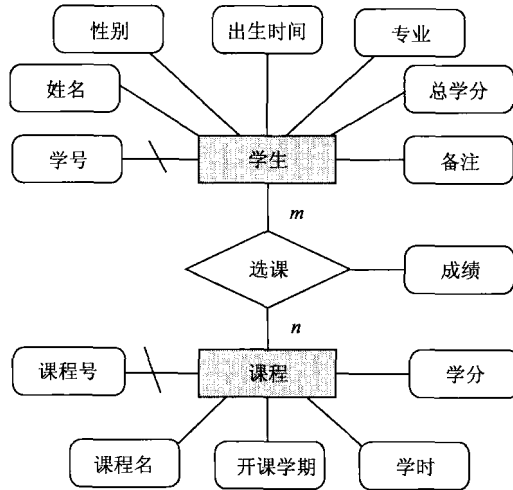 性别
出生时间
专业
姓名
总学分
学号
学生
备注
m
选课
成绩
n
课程号
课程
学分
课程名
开课学期
学时